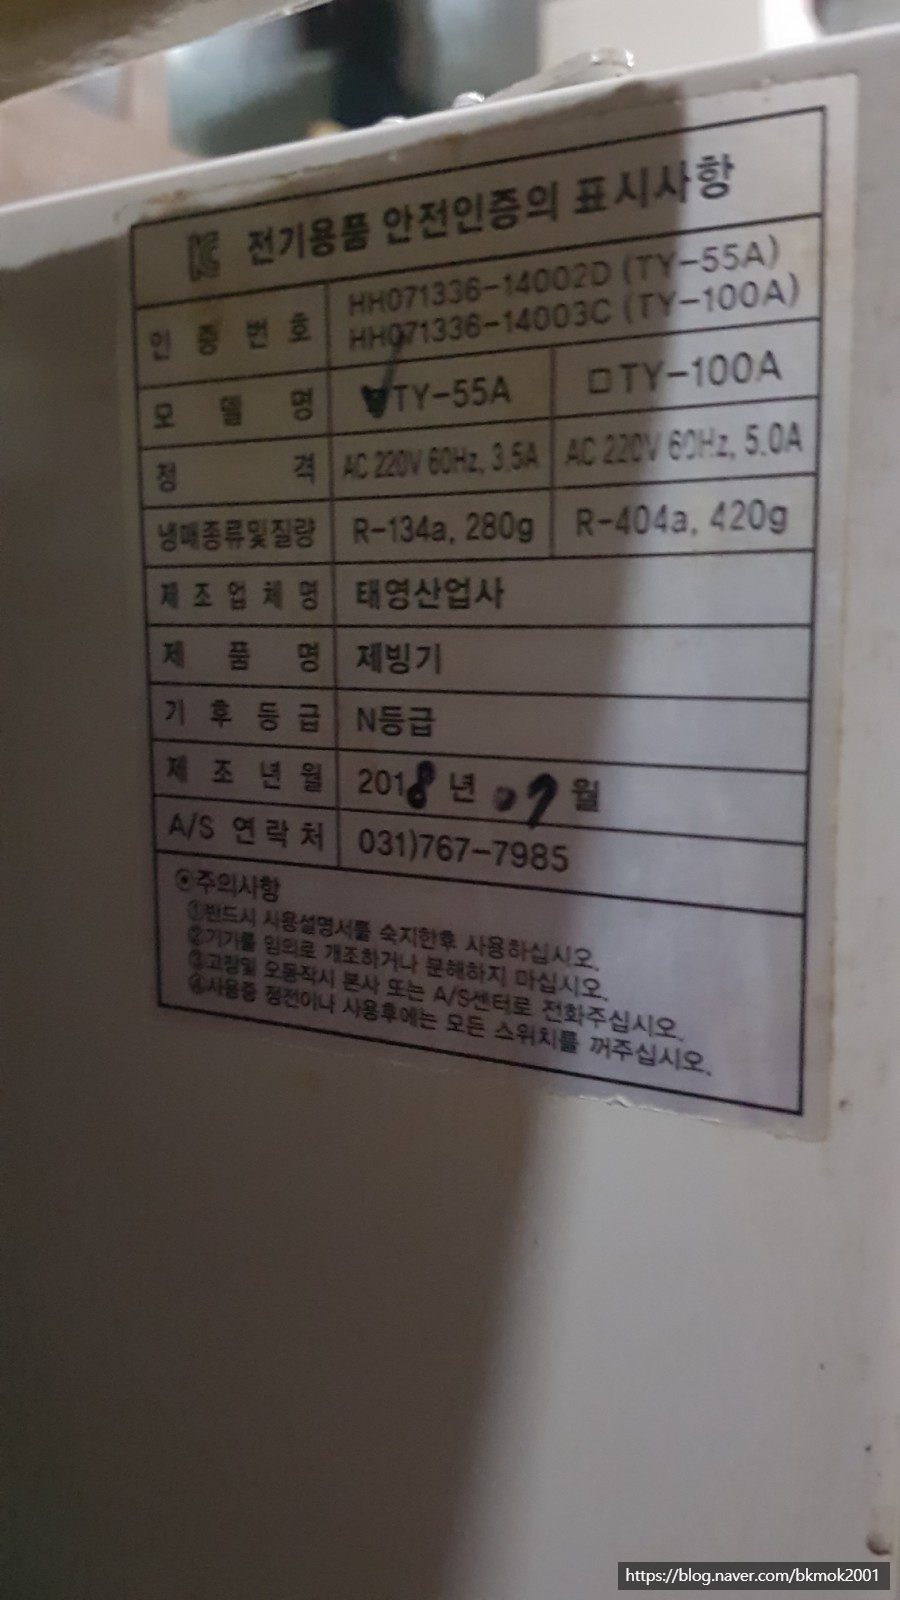 전기용품 안전인증의 표시사항
인증번호 HH071336-14002D (TY-55A)
HH071336-14003C (TY-100A)
모델명 TY-55A □TY-100A
정격 AC 220V 60Hz, 3.5A AC 220V 60Hz, 5.0A
냉매종류및질량 R-134a, 280g R-404a, 420g
제조업체명 태영산업사
제품명 제빙기
기후등급 N등급
제조년월 2018년 07월
A/S 연락처 031)767-7985
⊙주의사항
①반드시 사용설명서를 숙지한후 사용하십시오.
②기기를 임의로 개조하거나 분해하지 마십시오.
③고장및 오동작시 본사 또는 A/S센터로 전화주십시오.
④사용중 정전이나 사용후에는 모든 스위치를 꺼주십시오.
https://blog.naver.com/bkmok2001